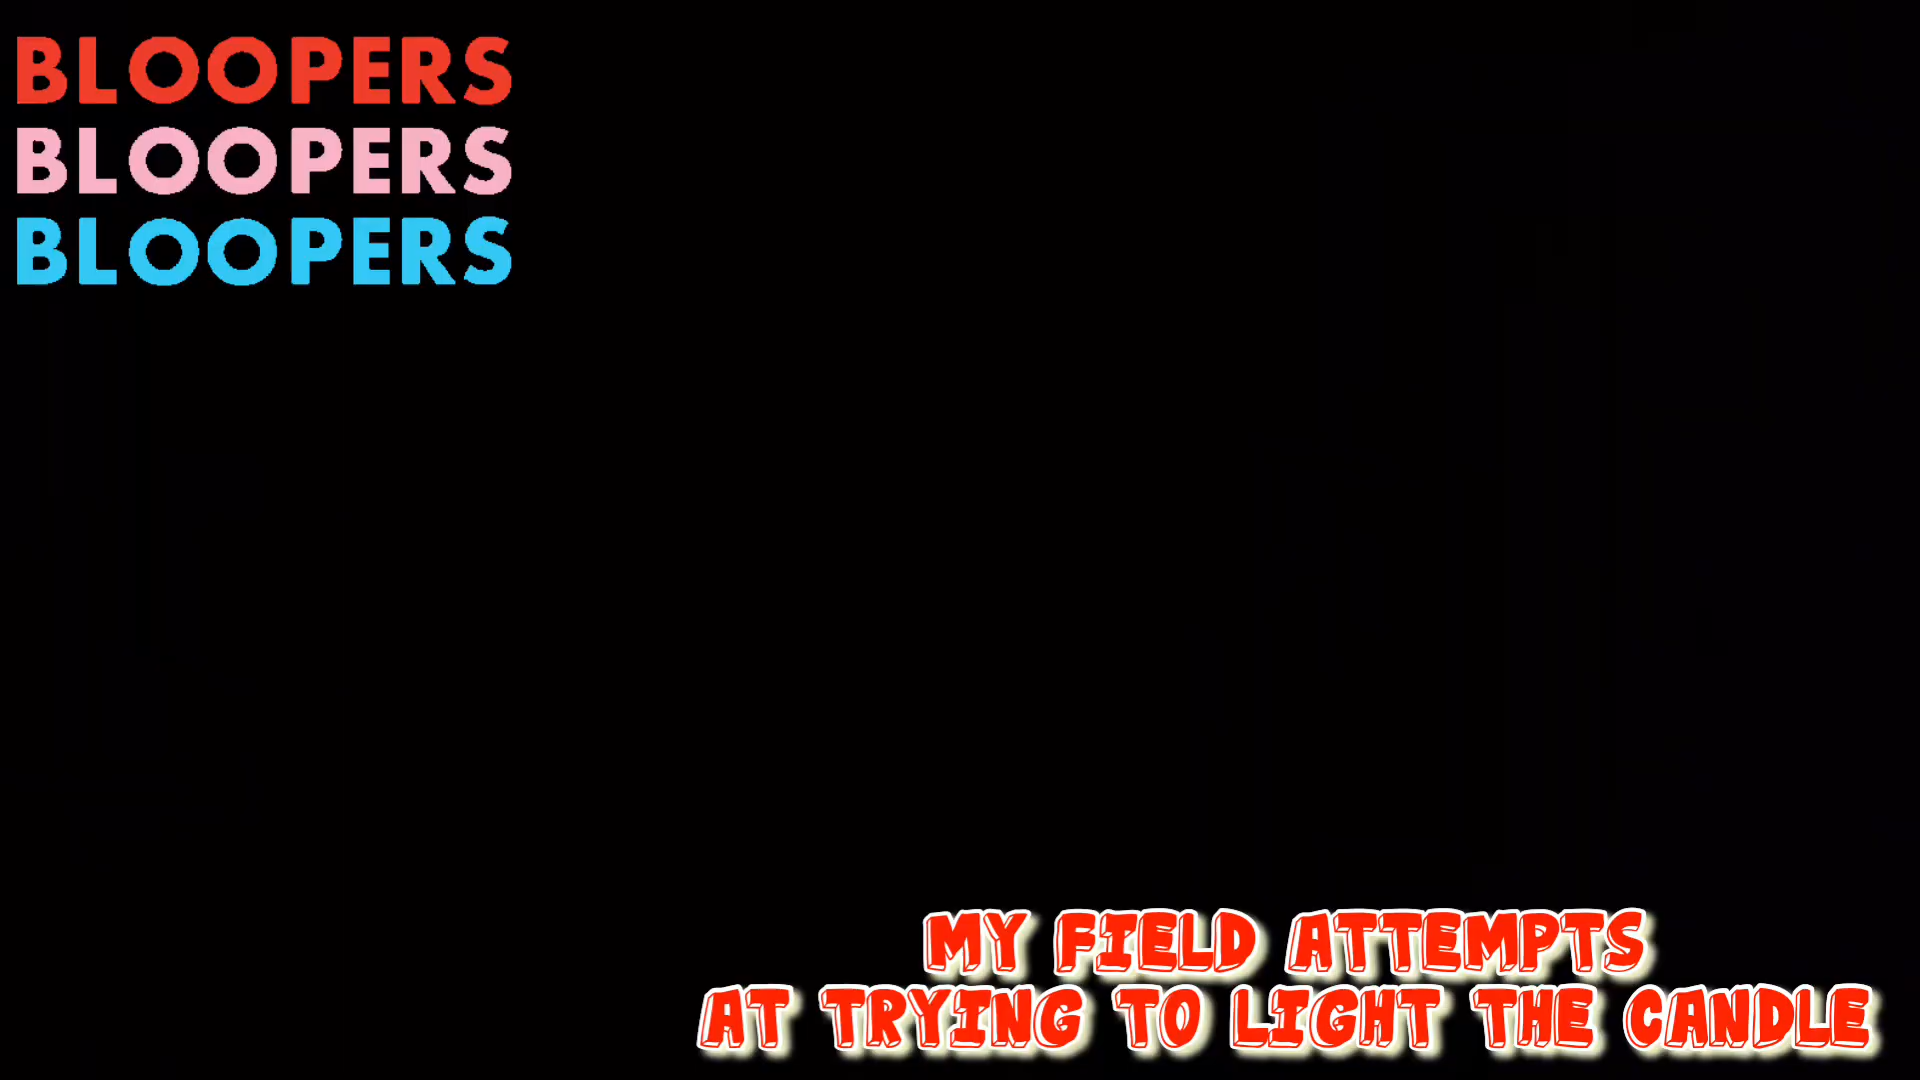 BLOOPERS
BLOOPERS
BLOOPERS
MY FIELD ATTEMPTS
AT TRYING TO LIGHT THE CANDLE